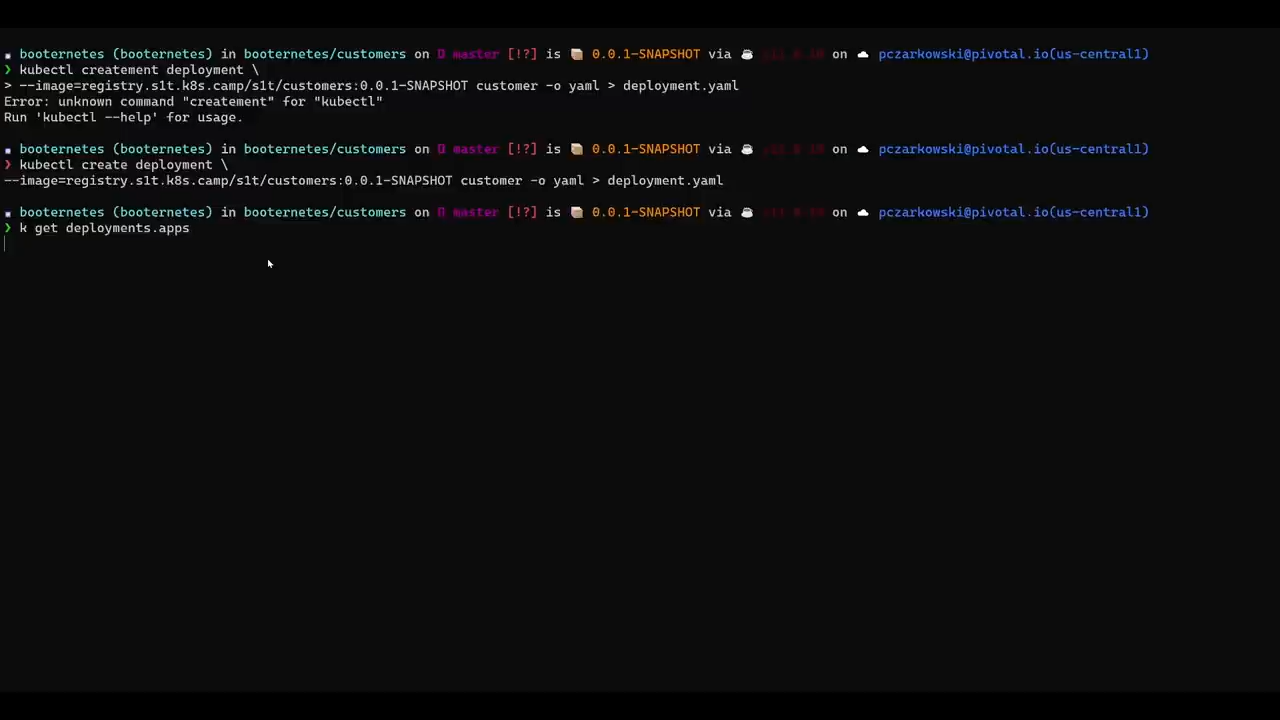 booternetes (booternetes) in booternetes/customers on master [!?] is 📦 0.0.1-SNAPSHOT via ☕ on ☁ pczarkowski@pivotal.io(us-central1)
❯ kubectl createment deployment \
> --image=registry.s1t.k8s.camp/s1t/customers:0.0.1-SNAPSHOT customer -o yaml > deployment.yaml
Error: unknown command "createment" for "kubectl"
Run 'kubectl --help' for usage.
booternetes (booternetes) in booternetes/customers on master [!?] is 📦 0.0.1-SNAPSHOT via ☕ on ☁ pczarkowski@pivotal.io(us-central1)
❯ kubectl create deployment \
--image=registry.s1t.k8s.camp/s1t/customers:0.0.1-SNAPSHOT customer -o yaml > deployment.yaml
booternetes (booternetes) in booternetes/customers on master [!?] is 📦 0.0.1-SNAPSHOT via ☕ on ☁ pczarkowski@pivotal.io(us-central1)
❯ k get deployments.apps